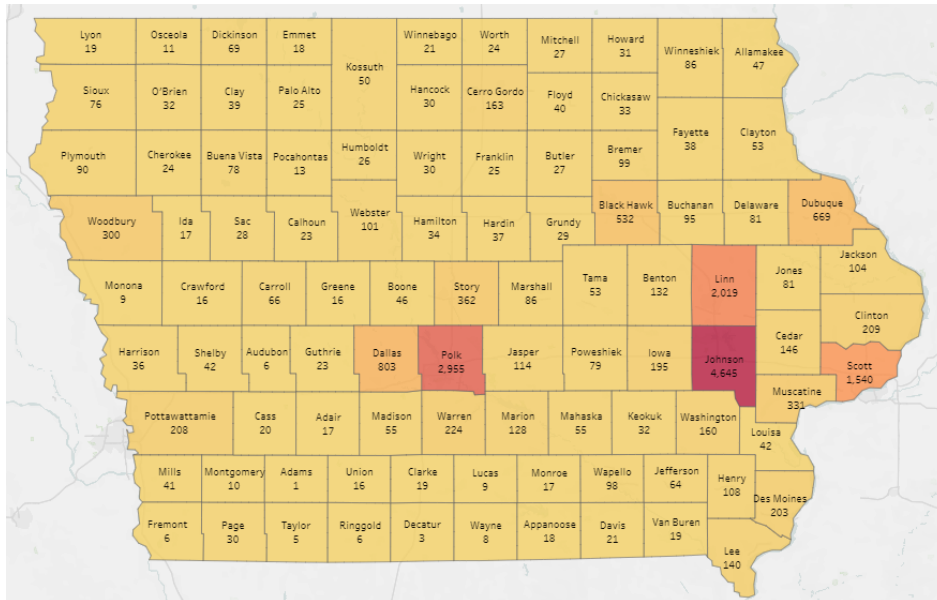 Lyon
19
Osceola
11
Dickinson
69
Emmet
18
Kossuth
50
Winnebago
21
Worth
24
Mitchell
27
Howard
31
Winneshiek
86
Allamakee
47
Sioux
76
O'Brien
32
Clay
39
Palo Alto
25
Hancock
30
Cerro Gordo
163
Floyd
40
Chickasaw
33
Fayette
38
Clayton
53
Plymouth
90
Cherokee
24
Buena Vista
78
Pocahontas
13
Humboldt
26
Wright
30
Franklin
25
Butler
27
Bremer
99
Woodbury
300
Ida
17
Sac
28
Calhoun
23
Webster
101
Hamilton
34
Hardin
37
Grundy
29
Black Hawk
532
Buchanan
95
Delaware
81
Dubuque
669
Monona
9
Crawford
16
Carroll
66
Greene
16
Boone
46
Story
362
Marshall
86
Tama
53
Benton
132
Linn
2,019
Jones
81
Jackson
104
Clinton
209
Harrison
36
Shelby
42
Audubon
6
Guthrie
23
Dallas
803
Polk
2,955
Jasper
114
Poweshiek
79
Iowa
195
Johnson
4,645
Cedar
146
Scott
1,540
Muscatine
331
Pottawattamie
208
Cass
20
Adair
17
Madison
55
Warren
224
Marion
128
Mahaska
55
Keokuk
32
Washington
160
Louisa
42
Mills
41
Montgomery
10
Adams
1
Union
16
Clarke
19
Lucas
9
Monroe
17
Wapello
98
Jefferson
64
Henry
108
Des Moines
203
Fremont
6
Page
30
Taylor
5
Ringgold
6
Decatur
3
Wayne
8
Appanoose
18
Davis
21
Van Buren
19
Lee
140